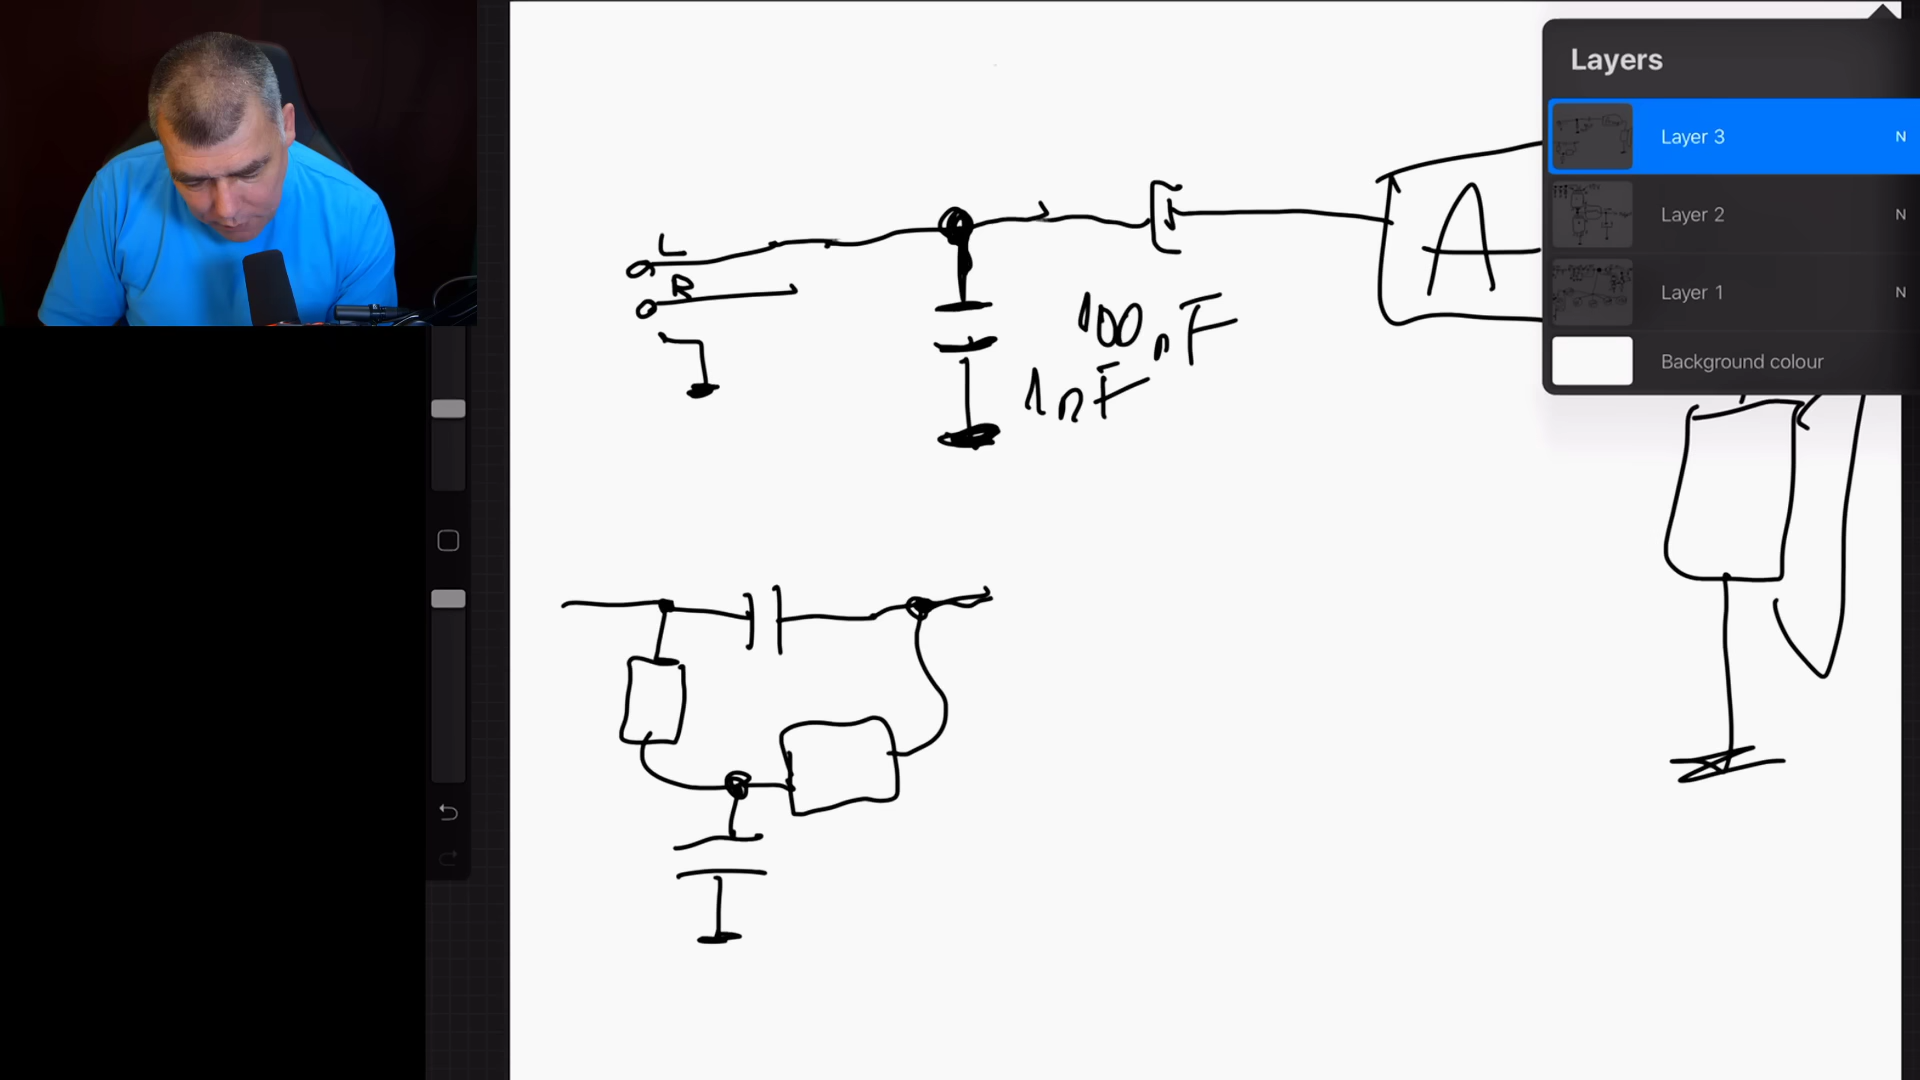 Layers
Layer 3 N
Layer 2 N
Layer 1 N
Background colour
L
R
A
100nF
1nF